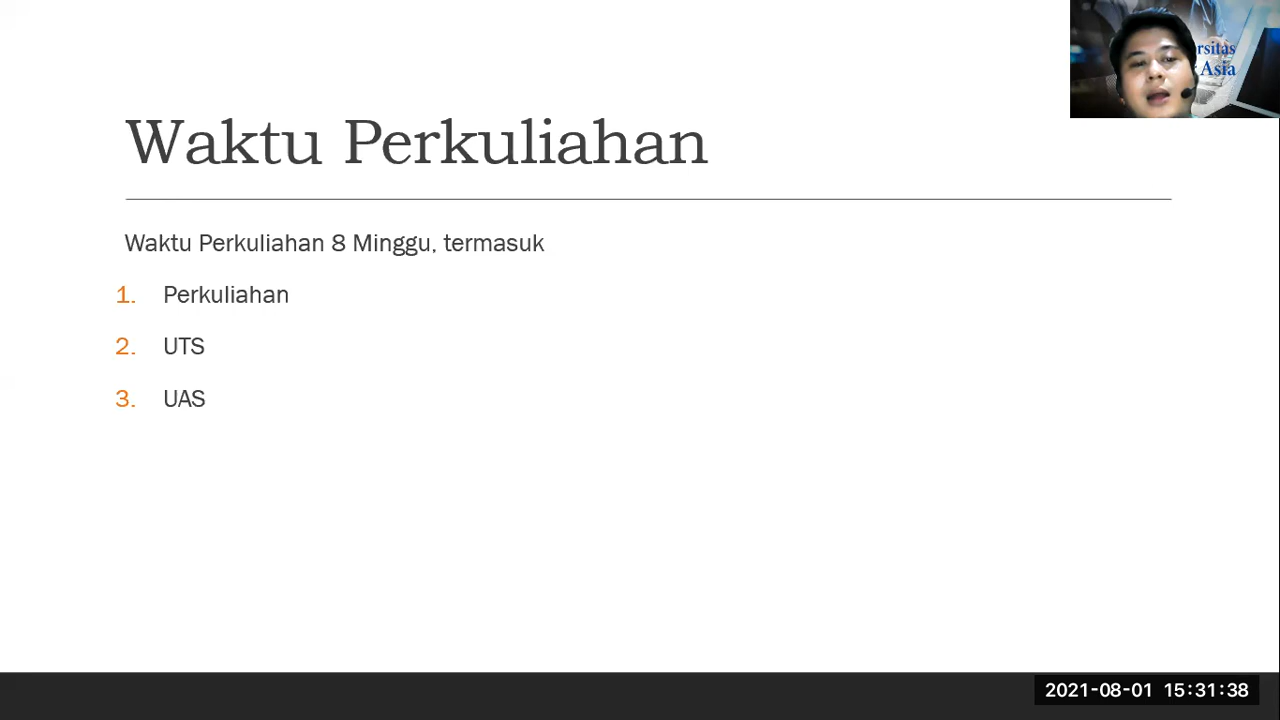 rsitas
Asia
Waktu Perkuliahan
Waktu Perkuliahan 8 Minggu, termasuk
1. Perkuliahan
2. UTS
3. UAS
2021-08-01 15:31:38